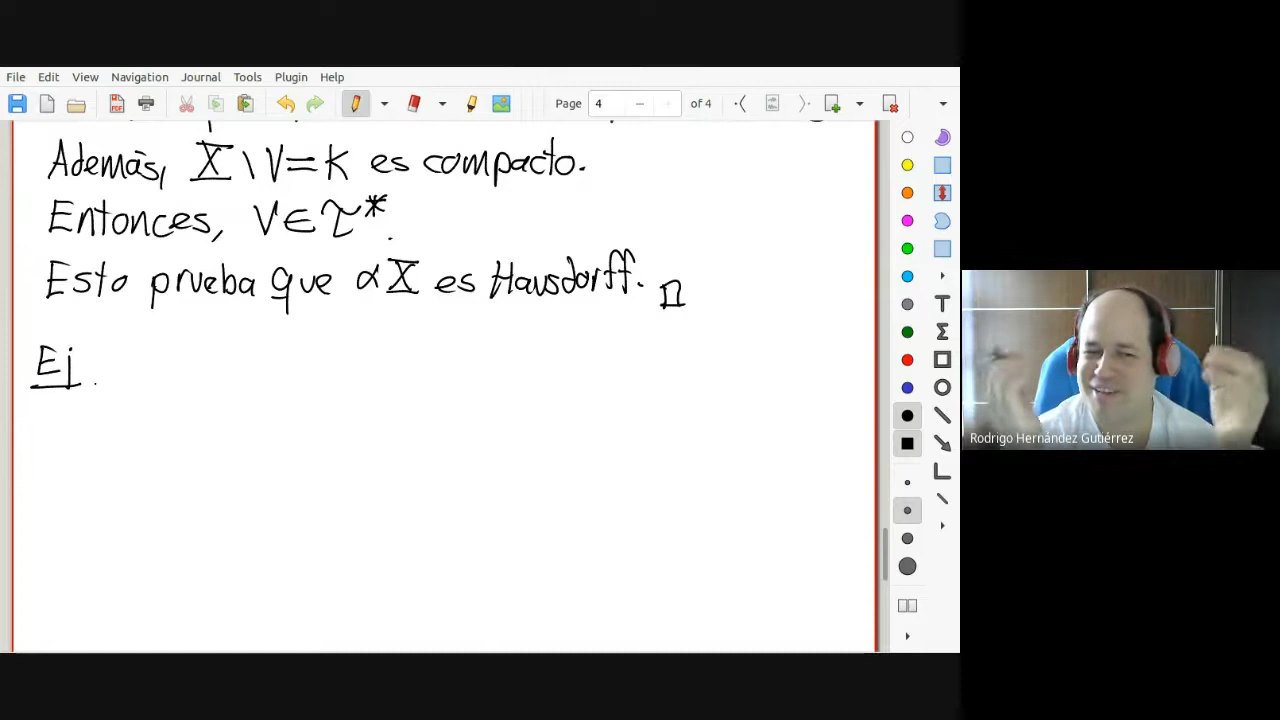 File Edit View Navigation Journal Tools Plugin Help
Page 4 of 4
Además, X \ V = K es compacto.
Entonces, V ∈ τ*.
Esto prueba que αX es Hausdorff. □
Ej.
Rodrigo Hernández Gutiérrez